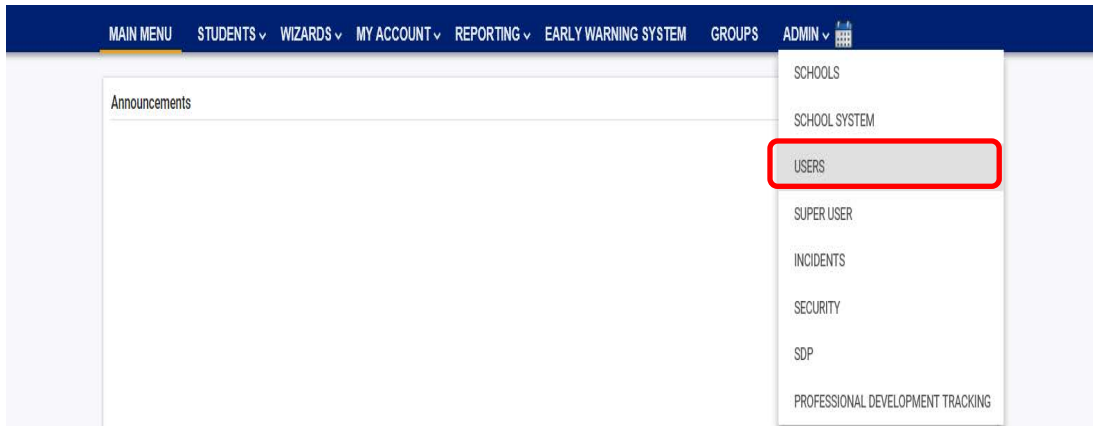 MAIN MENU STUDENTS WIZARDS MY ACCOUNT REPORTING EARLY WARNING SYSTEM GROUPS ADMIN
SCHOOLS
Announcements
SCHOOL SYSTEM
USERS
SUPER USER
INCIDENTS
SECURITY
SDP
PROFESSIONAL DEVELOPMENT TRACKING